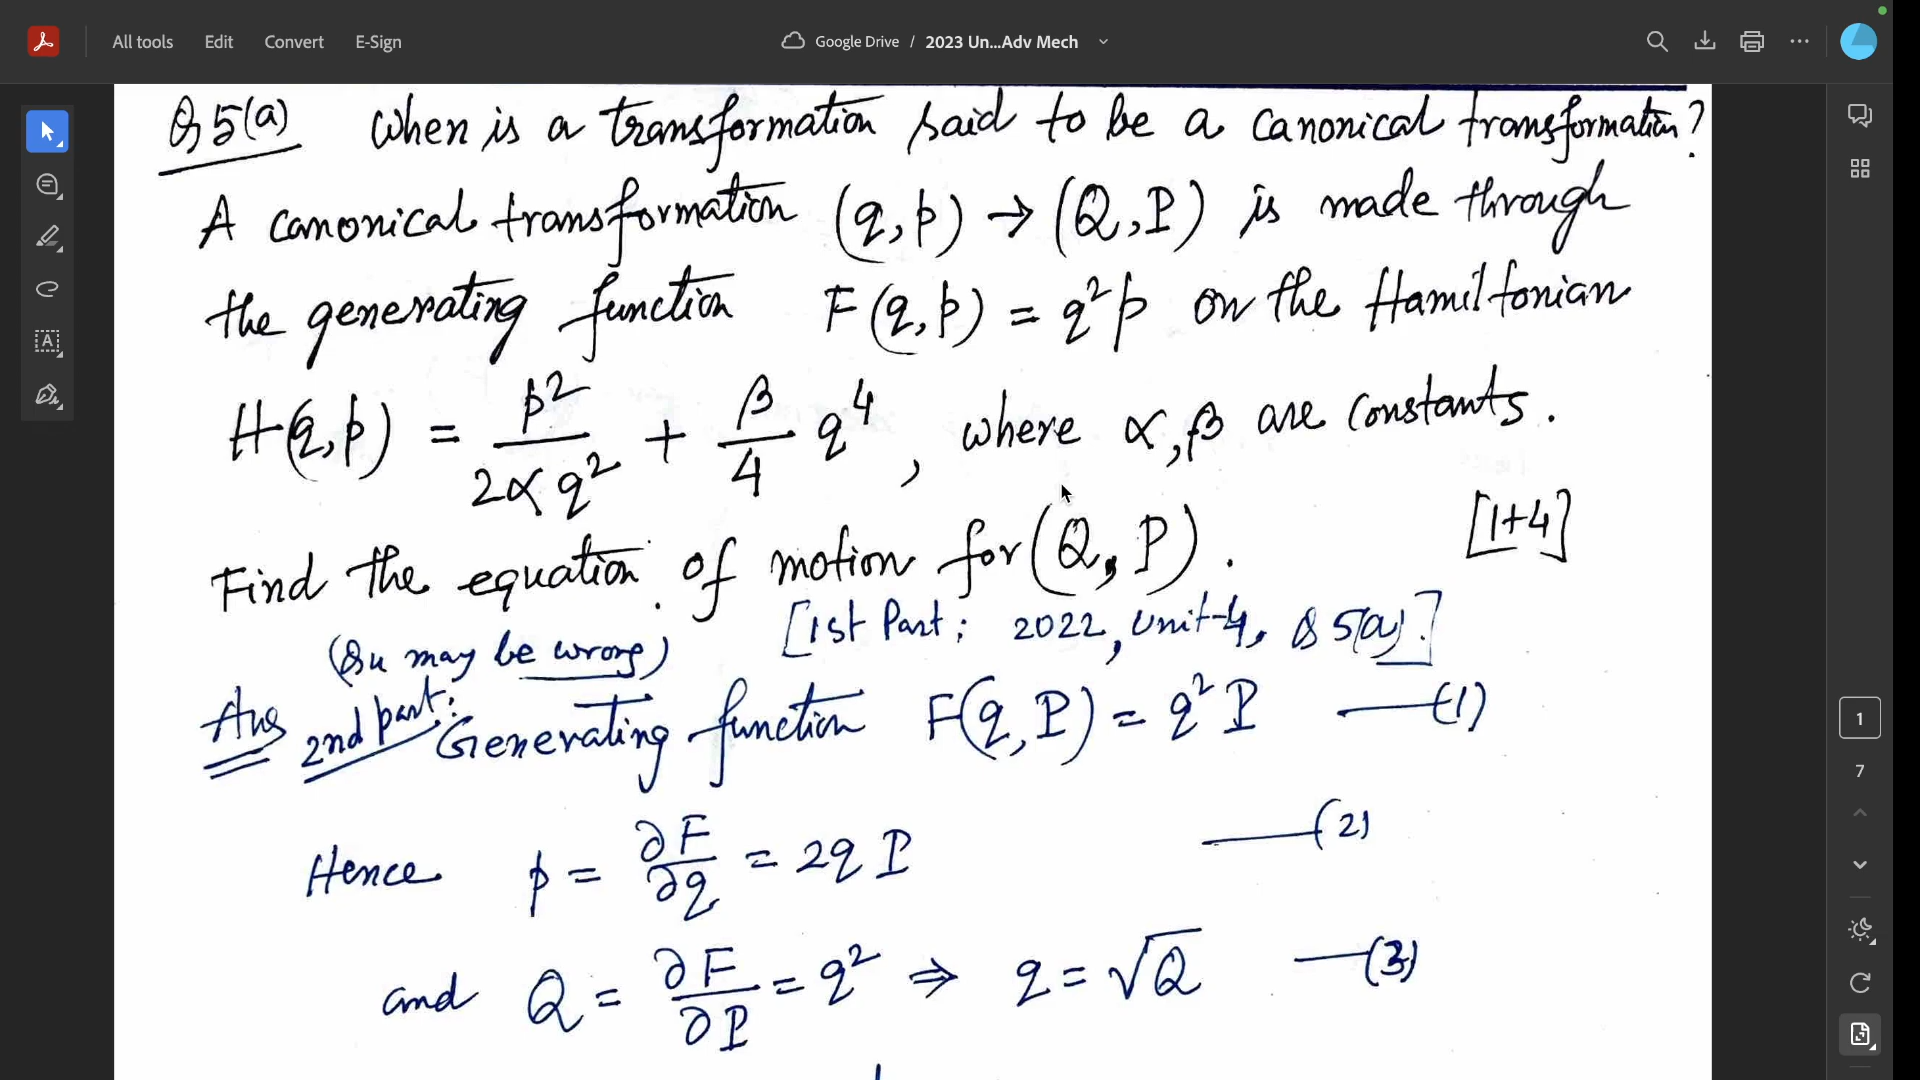 All tools Edit Convert E-Sign Google Drive / 2023 Un...Adv Mech
Q 5(a) When is a transformation said to be a canonical transformation?
A canonical transformation (q, p) → (Q, P) is made through
the generating function F(q, p) = q²p on the Hamiltonian
H(q, p) = p²/2αq² + β/4 q⁴, where α, β are constants.
Find the equation of motion for (Q, P). [1+4]
(Qu may be wrong) [1st Part: 2022, Unit-4, Q 5(a).]
Ans 2nd part: Generating function F(q, P) = q²P —(1)
Hence p = ∂F/∂q = 2qP —(2)
and Q = ∂F/∂P = q² ⇒ q = √Q —(3)
1
7